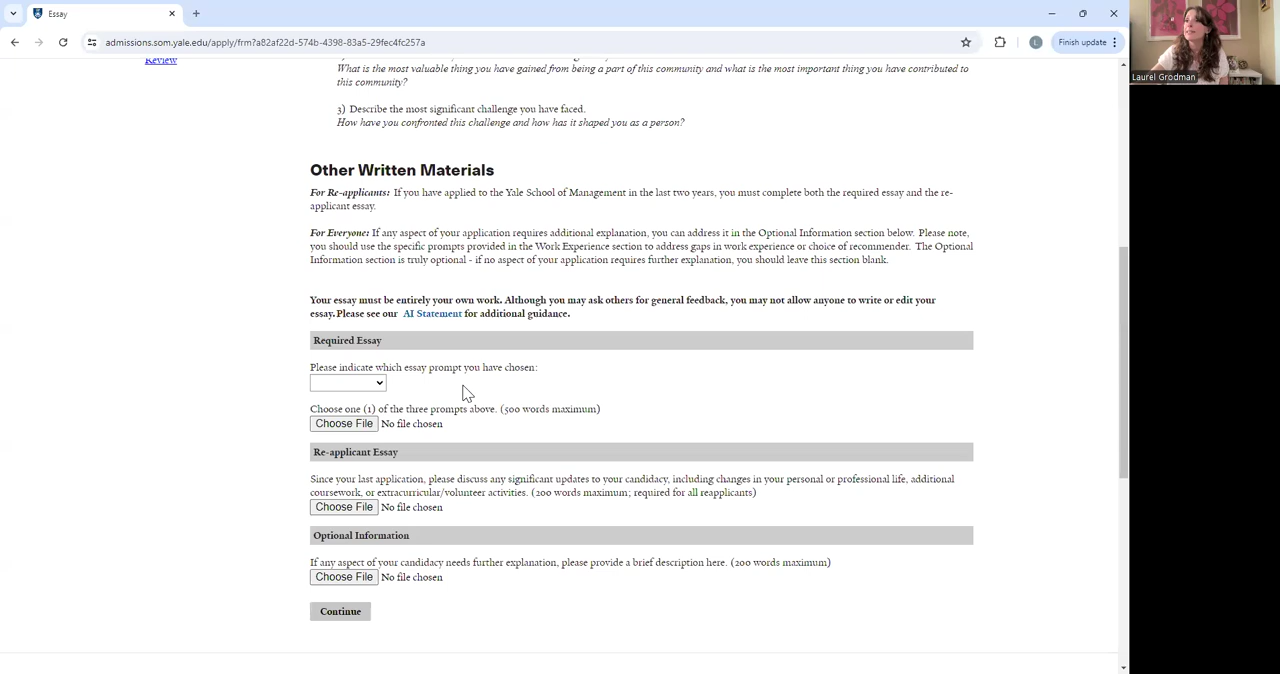 Essay
admissions.som.yale.edu/apply/frm?a82af22d-574b-4398-83a5-29fec4fc257a
L
Finish update
Laurel Grodman
Review
What is the most valuable thing you have gained from being a part of this community and what is the most important thing you have contributed to
this community?
3) Describe the most significant challenge you have faced.
How have you confronted this challenge and how has it shaped you as a person?
Other Written Materials
For Re-applicants: If you have applied to the Yale School of Management in the last two years, you must complete both the required essay and the re-
applicant essay.
For Everyone: If any aspect of your application requires additional explanation, you can address it in the Optional Information section below. Please note,
you should use the specific prompts provided in the Work Experience section to address gaps in work experience or choice of recommender. The Optional
Information section is truly optional - if no aspect of your application requires further explanation, you should leave this section blank.
Your essay must be entirely your own work. Although you may ask others for general feedback, you may not allow anyone to write or edit your
essay. Please see our AI Statement for additional guidance.
Required Essay
Please indicate which essay prompt you have chosen:
Choose one (1) of the three prompts above. (500 words maximum)
Choose File No file chosen
Re-applicant Essay
Since your last application, please discuss any significant updates to your candidacy, including changes in your personal or professional life, additional
coursework, or extracurricular/volunteer activities. (200 words maximum; required for all reapplicants)
Choose File No file chosen
Optional Information
If any aspect of your candidacy needs further explanation, please provide a brief description here. (200 words maximum)
Choose File No file chosen
Continue